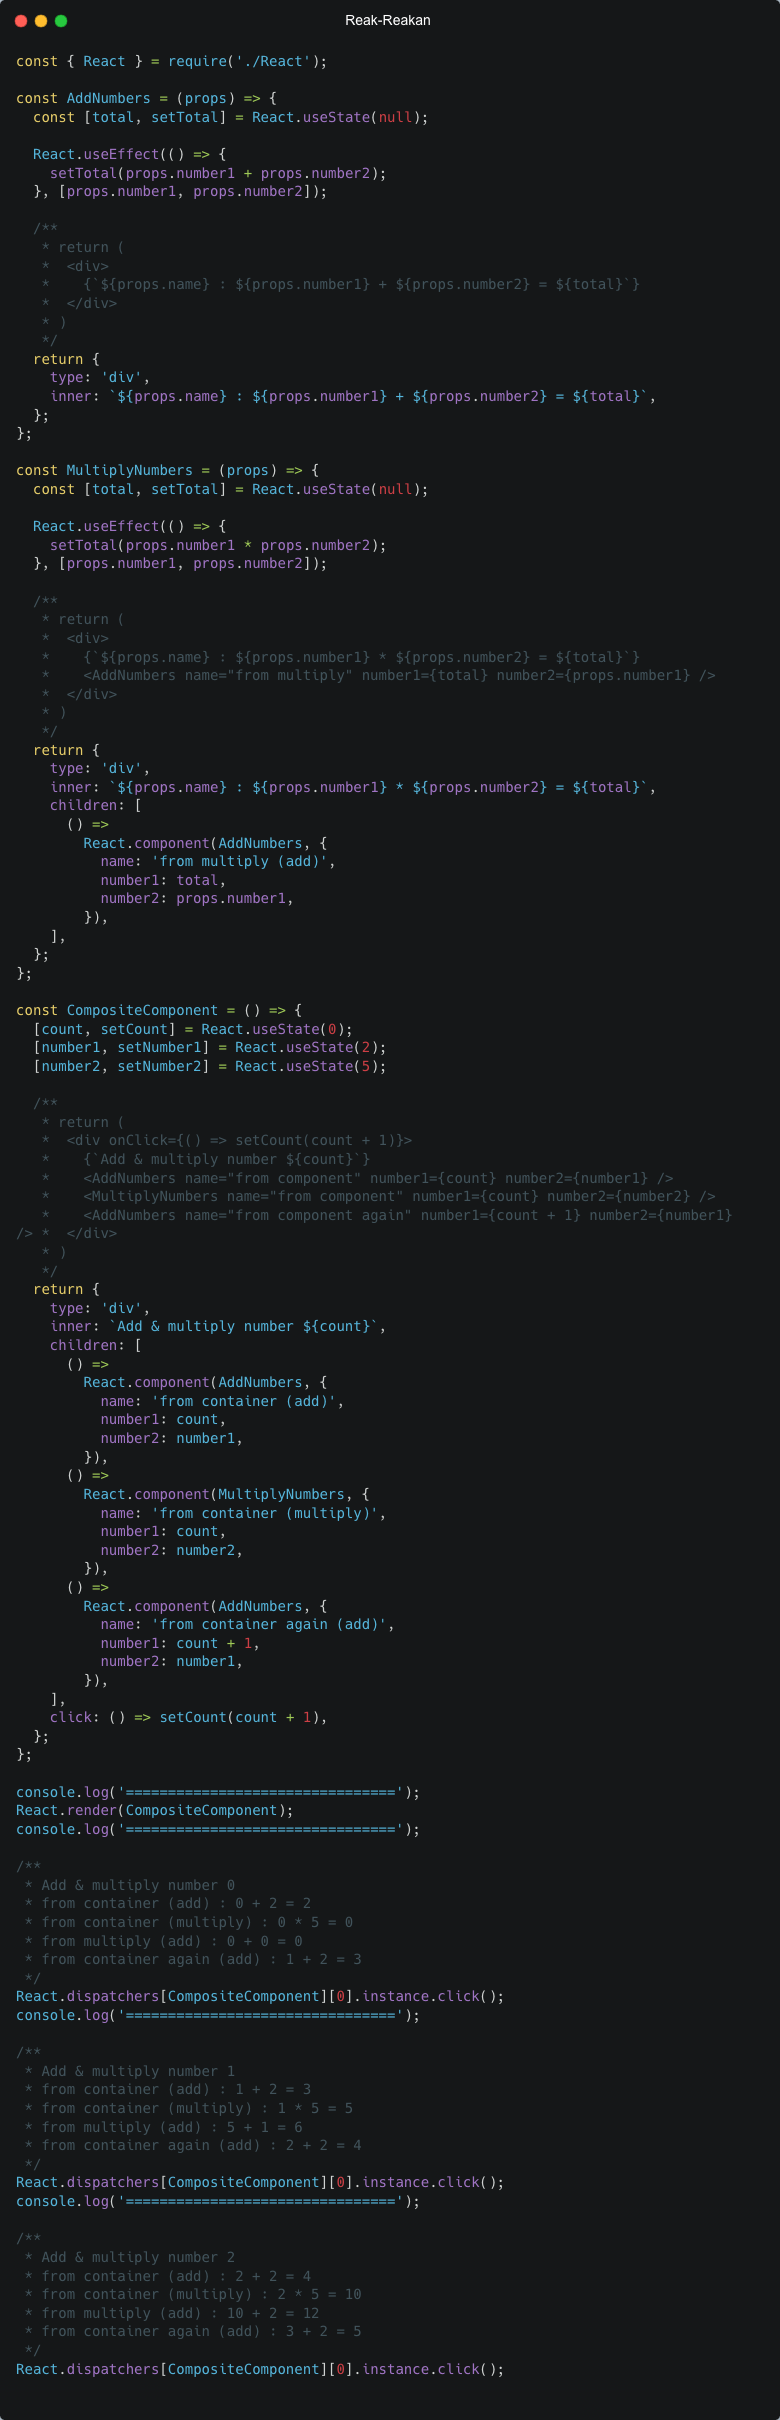 Reak-Reakan
const { React } = require('./React');
const AddNumbers = (props) => {
  const [total, setTotal] = React.useState(null);
  React.useEffect(() => {
    setTotal(props.number1 + props.number2);
  }, [props.number1, props.number2]);
  /**
   * return (
   *  <div>
   *    {`${props.name} : ${props.number1} + ${props.number2} = ${total}`}
   *  </div>
   * )
   */
  return {
    type: 'div',
    inner: `${props.name} : ${props.number1} + ${props.number2} = ${total}`,
  };
};
const MultiplyNumbers = (props) => {
  const [total, setTotal] = React.useState(null);
  React.useEffect(() => {
    setTotal(props.number1 * props.number2);
  }, [props.number1, props.number2]);
  /**
   * return (
   *  <div>
   *    {`${props.name} : ${props.number1} * ${props.number2} = ${total}`}
   *    <AddNumbers name="from multiply" number1={total} number2={props.number1} />
   *  </div>
   * )
   */
  return {
    type: 'div',
    inner: `${props.name} : ${props.number1} * ${props.number2} = ${total}`,
    children: [
      () =>
        React.component(AddNumbers, {
          name: 'from multiply (add)',
          number1: total,
          number2: props.number1,
        }),
    ],
  };
};
const CompositeComponent = () => {
  [count, setCount] = React.useState(0);
  [number1, setNumber1] = React.useState(2);
  [number2, setNumber2] = React.useState(5);
  /**
   * return (
   *  <div onClick={() => setCount(count + 1)}>
   *    {`Add & multiply number ${count}`}
   *    <AddNumbers name="from component" number1={count} number2={number1} />
   *    <MultiplyNumbers name="from component" number1={count} number2={number2} />
   *    <AddNumbers name="from component again" number1={count + 1} number2={number1}
/> *  </div>
   * )
   */
  return {
    type: 'div',
    inner: `Add & multiply number ${count}`,
    children: [
      () =>
        React.component(AddNumbers, {
          name: 'from container (add)',
          number1: count,
          number2: number1,
        }),
      () =>
        React.component(MultiplyNumbers, {
          name: 'from container (multiply)',
          number1: count,
          number2: number2,
        }),
      () =>
        React.component(AddNumbers, {
          name: 'from container again (add)',
          number1: count + 1,
          number2: number1,
        }),
    ],
    click: () => setCount(count + 1),
  };
};
console.log('================================');
React.render(CompositeComponent);
console.log('================================');
/**
 * Add & multiply number 0
 * from container (add) : 0 + 2 = 2
 * from container (multiply) : 0 * 5 = 0
 * from multiply (add) : 0 + 0 = 0
 * from container again (add) : 1 + 2 = 3
 */
React.dispatchers[CompositeComponent][0].instance.click();
console.log('================================');
/**
 * Add & multiply number 1
 * from container (add) : 1 + 2 = 3
 * from container (multiply) : 1 * 5 = 5
 * from multiply (add) : 5 + 1 = 6
 * from container again (add) : 2 + 2 = 4
 */
React.dispatchers[CompositeComponent][0].instance.click();
console.log('================================');
/**
 * Add & multiply number 2
 * from container (add) : 2 + 2 = 4
 * from container (multiply) : 2 * 5 = 10
 * from multiply (add) : 10 + 2 = 12
 * from container again (add) : 3 + 2 = 5
 */
React.dispatchers[CompositeComponent][0].instance.click();